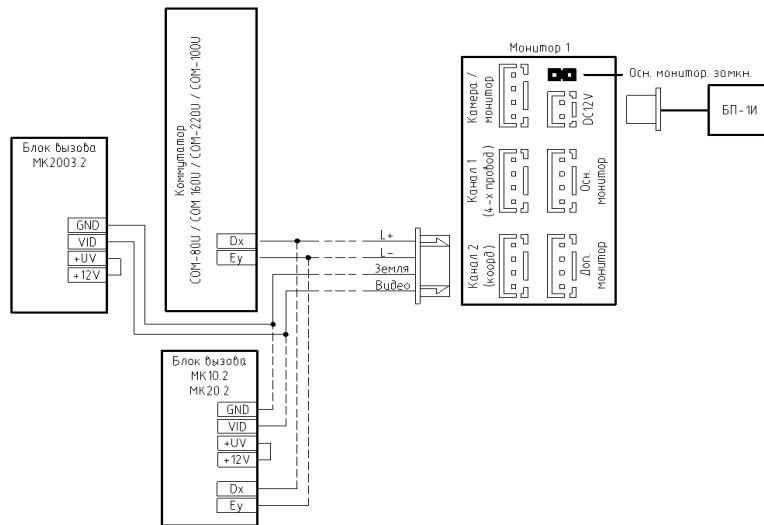 Монитор 1
Камера /
монитор
DC12V
Осн. монитор. замкн.
БП-1И
Канал 1
(4-х провод)
Осн.
монитор
Канал 2
(коорд)
Доп.
монитор
Коммутатор
COM-80U / COM 160U / COM-220U / COM-100U
Dx
Ey
L+
L-
Земля
Видео
Блок вызова
МК2003.2
GND
VID
+UV
+12V
Блок вызова
МК10.2
МК20 2
GND
VID
+UV
+12V
Dx
Ey